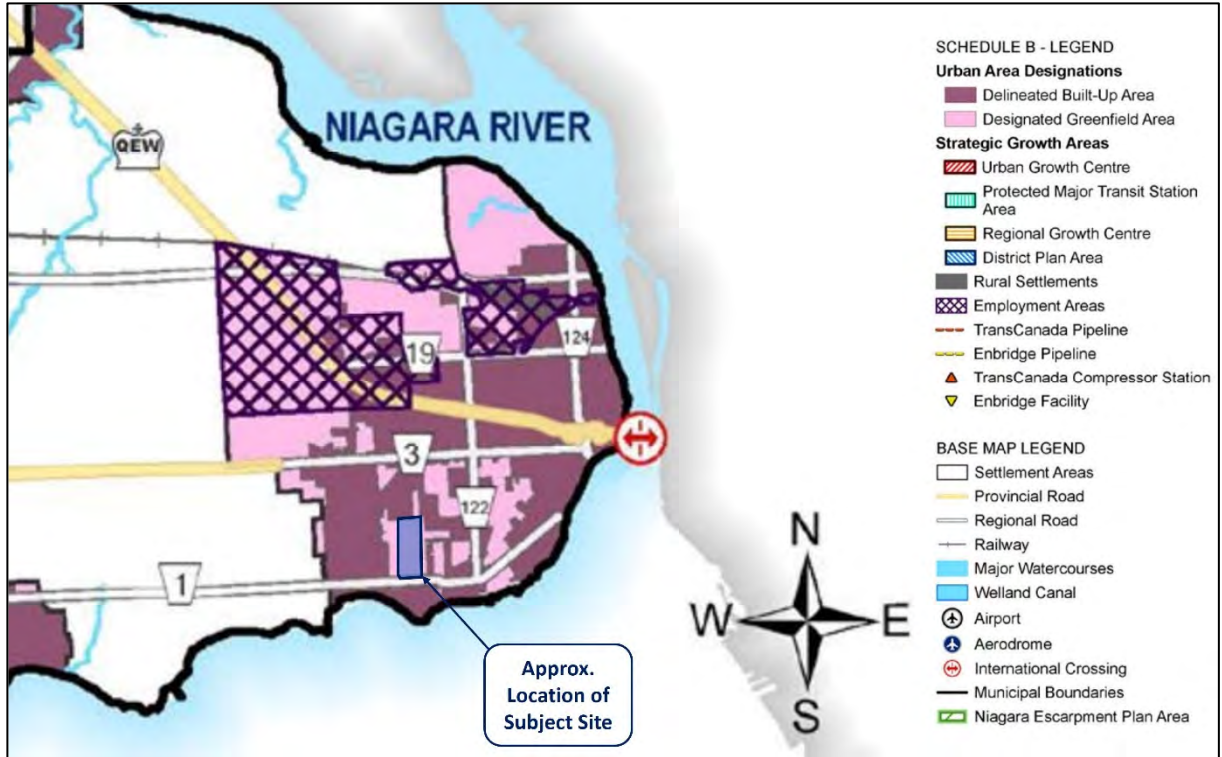 QEW
NIAGARA RIVER
19
124
3
122
1
Approx.
Location of
Subject Site
N
W
E
S
SCHEDULE B - LEGEND
Urban Area Designations
Delineated Built-Up Area
Designated Greenfield Area
Strategic Growth Areas
Urban Growth Centre
Protected Major Transit Station
Area
Regional Growth Centre
District Plan Area
Rural Settlements
Employment Areas
TransCanada Pipeline
Enbridge Pipeline
TransCanada Compressor Station
Enbridge Facility
BASE MAP LEGEND
Settlement Areas
Provincial Road
Regional Road
Railway
Major Watercourses
Welland Canal
Airport
Aerodrome
International Crossing
Municipal Boundaries
Niagara Escarpment Plan Area